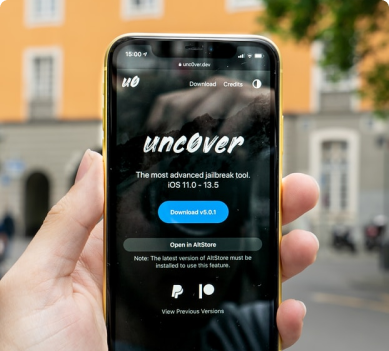 15:00
unc0ver.dev
u0
Download Credits
unc0ver
The most advanced jailbreak tool.
iOS 11.0 - 13.5
Download v5.0.1
Open in AltStore
Note: The latest version of AltStore must be
installed to use this feature.
View Previous Versions